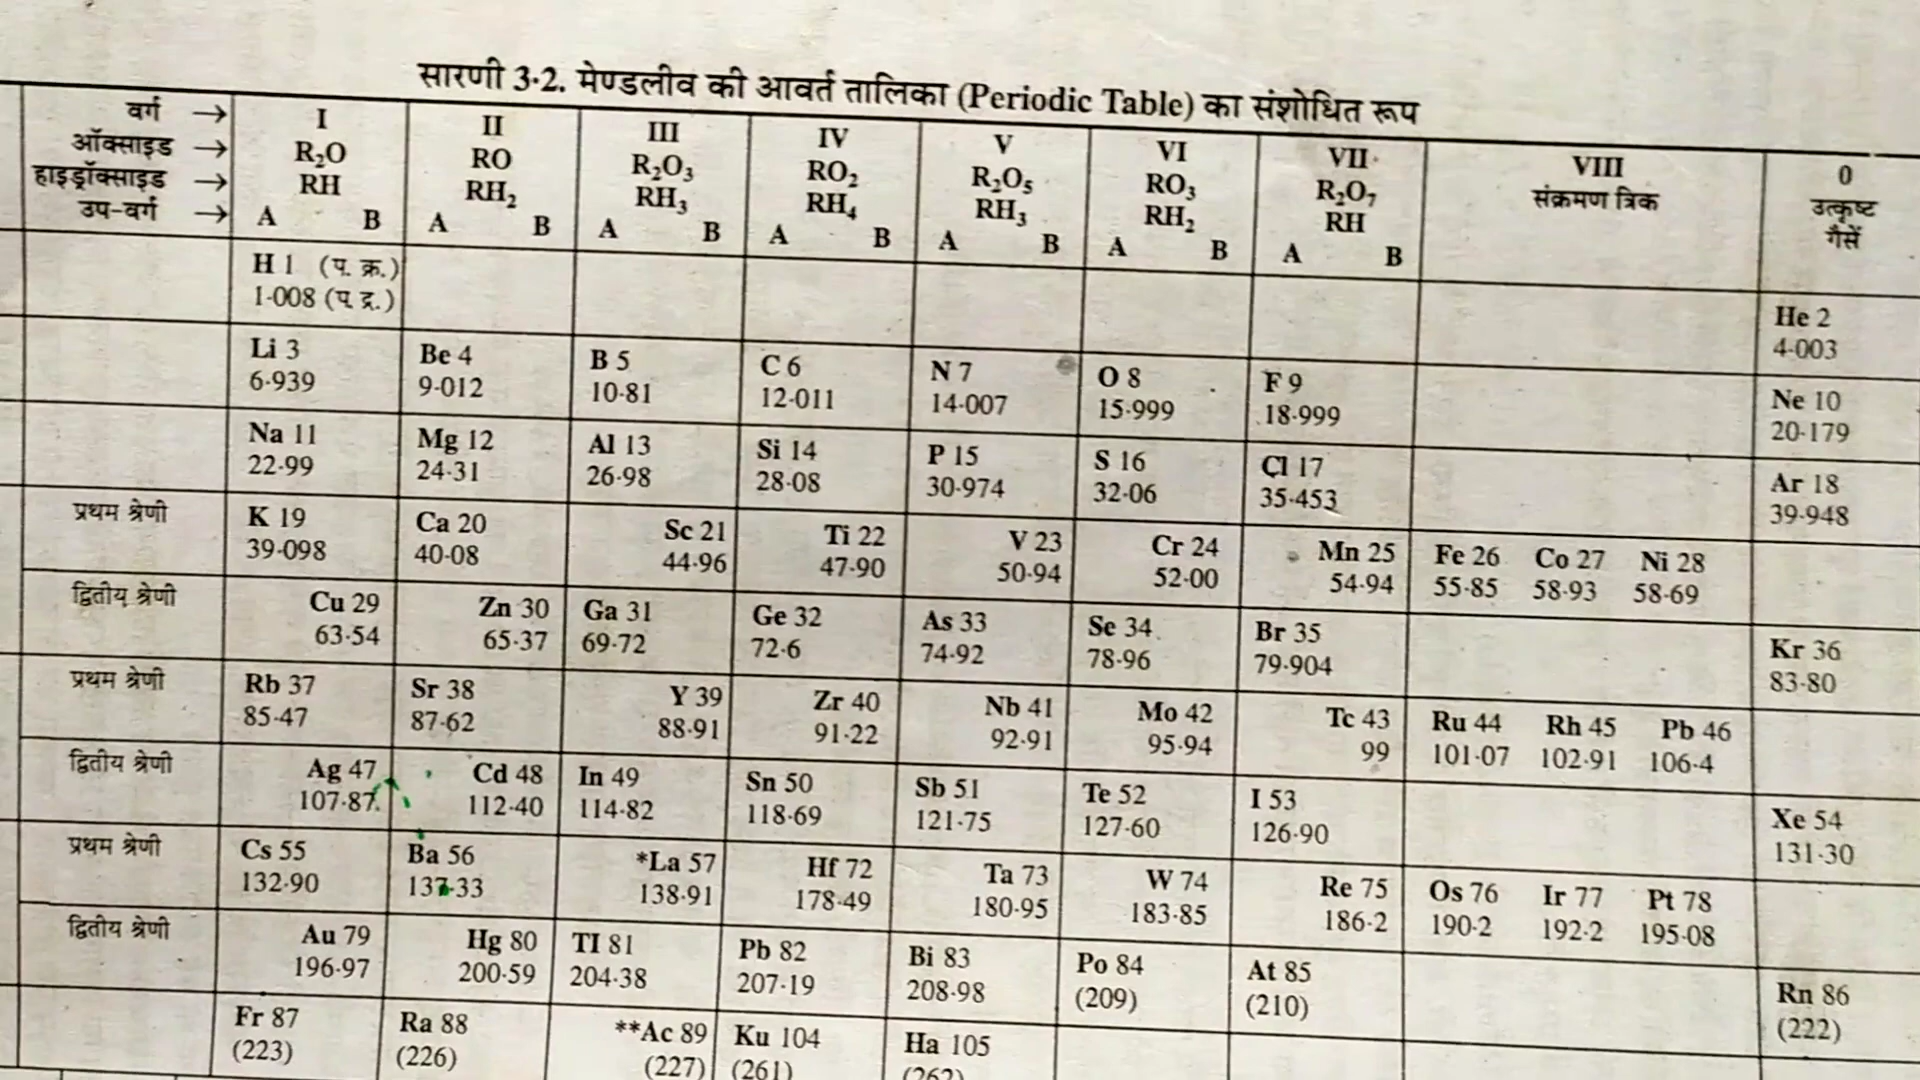 सारणी 3·2. मेण्डलीव की आवर्त तालिका (Periodic Table) का संशोधित रूप
वर्ग → I II III IV V VI VII VIII 0
ऑक्साइड → R₂O RO R₂O₃ RO₂ R₂O₅ RO₃ R₂O₇ संक्रमण त्रिक उत्कृष्ट
हाइड्रॉक्साइड → RH RH₂ RH₃ RH₄ RH₃ RH₂ RH गैसें
उप-वर्ग → A B A B A B A B A B A B A B
H 1 (प. क्र.) He 2
1·008 (प. द्र.) 4·003
Li 3 Be 4 B 5 C 6 N 7 O 8 F 9 Ne 10
6·939 9·012 10·81 12·011 14·007 15·999 18·999 20·179
Na 11 Mg 12 Al 13 Si 14 P 15 S 16 Cl 17 Ar 18
22·99 24·31 26·98 28·08 30·974 32·06 35·453 39·948
प्रथम श्रेणी K 19 Ca 20 Sc 21 Ti 22 V 23 Cr 24 Mn 25 Fe 26 Co 27 Ni 28
39·098 40·08 44·96 47·90 50·94 52·00 54·94 55·85 58·93 58·69
द्वितीय श्रेणी Cu 29 Zn 30 Ga 31 Ge 32 As 33 Se 34 Br 35 Kr 36
63·54 65·37 69·72 72·6 74·92 78·96 79·904 83·80
प्रथम श्रेणी Rb 37 Sr 38 Y 39 Zr 40 Nb 41 Mo 42 Tc 43 Ru 44 Rh 45 Pb 46
85·47 87·62 88·91 91·22 92·91 95·94 99 101·07 102·91 106·4
द्वितीय श्रेणी Ag 47 Cd 48 In 49 Sn 50 Sb 51 Te 52 I 53 Xe 54
107·87 112·40 114·82 118·69 121·75 127·60 126·90 131·30
प्रथम श्रेणी Cs 55 Ba 56 *La 57 Hf 72 Ta 73 W 74 Re 75 Os 76 Ir 77 Pt 78
132·90 137·33 138·91 178·49 180·95 183·85 186·2 190·2 192·2 195·08
द्वितीय श्रेणी Au 79 Hg 80 TI 81 Pb 82 Bi 83 Po 84 At 85 Rn 86
196·97 200·59 204·38 207·19 208·98 (209) (210) (222)
Fr 87 Ra 88 **Ac 89 Ku 104 Ha 105
(223) (226) (227) (261) (262)